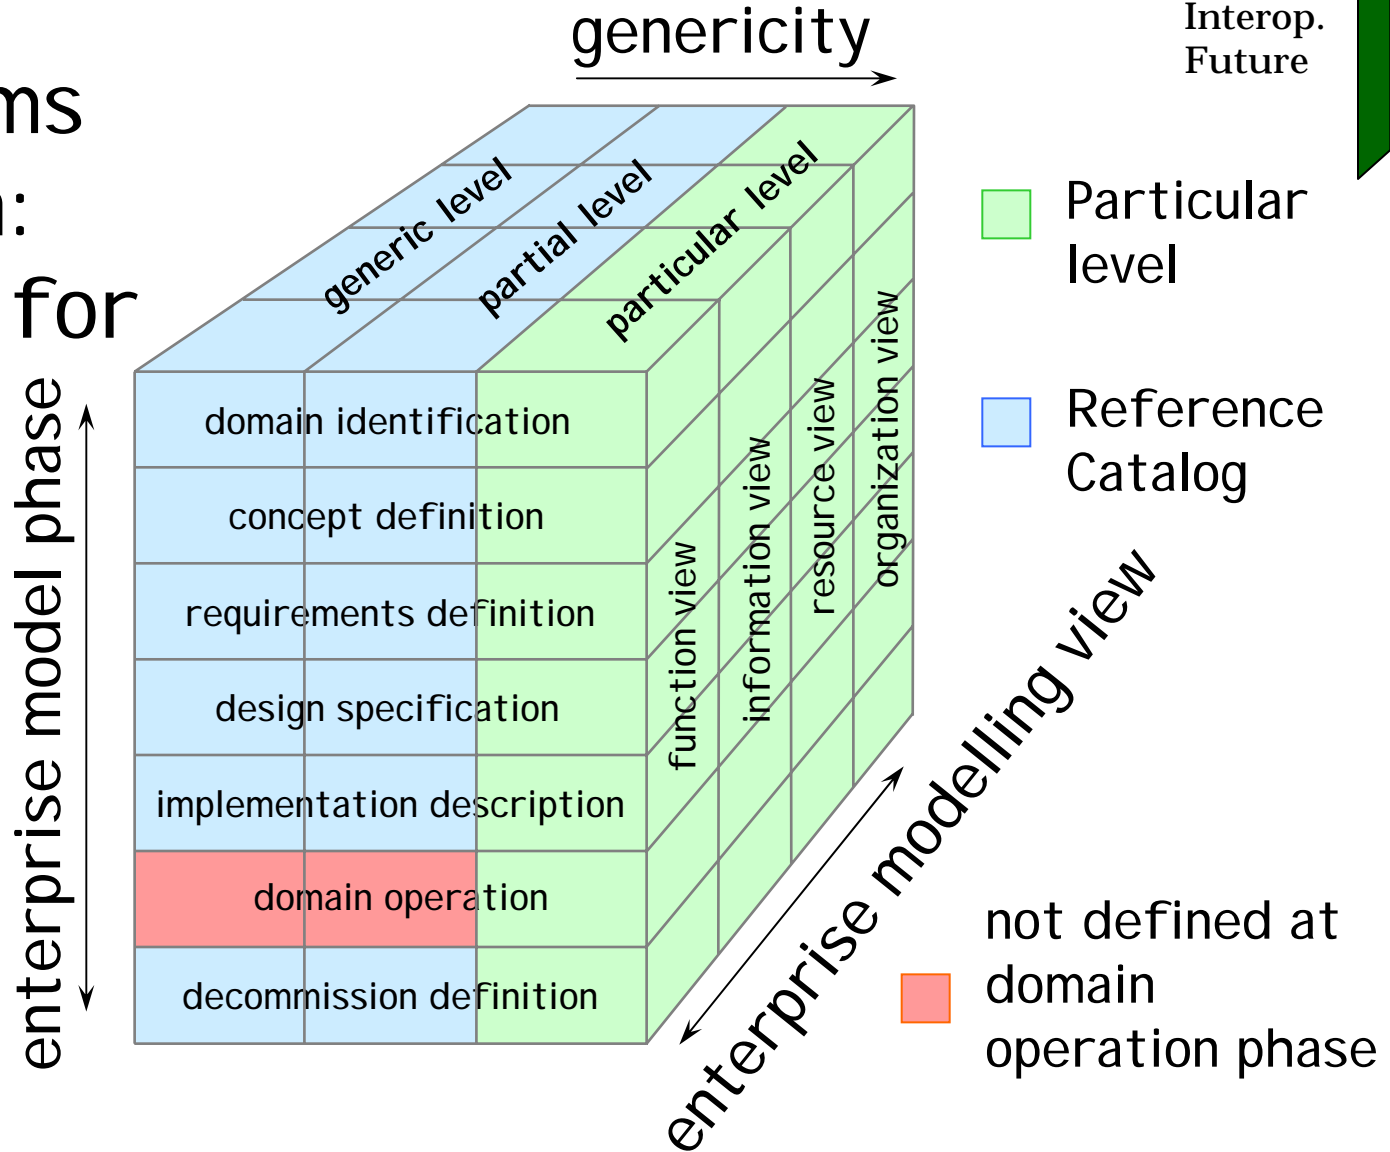 genericity
Interop.
Future
ms
:
for
generic level
partial level
particular level
Particular
level
Reference
Catalog
enterprise model phase
domain identification
concept definition
requirements definition
design specification
implementation description
domain operation
decommission definition
function view
information view
resource view
organization view
enterprise modelling view
not defined at
domain
operation phase